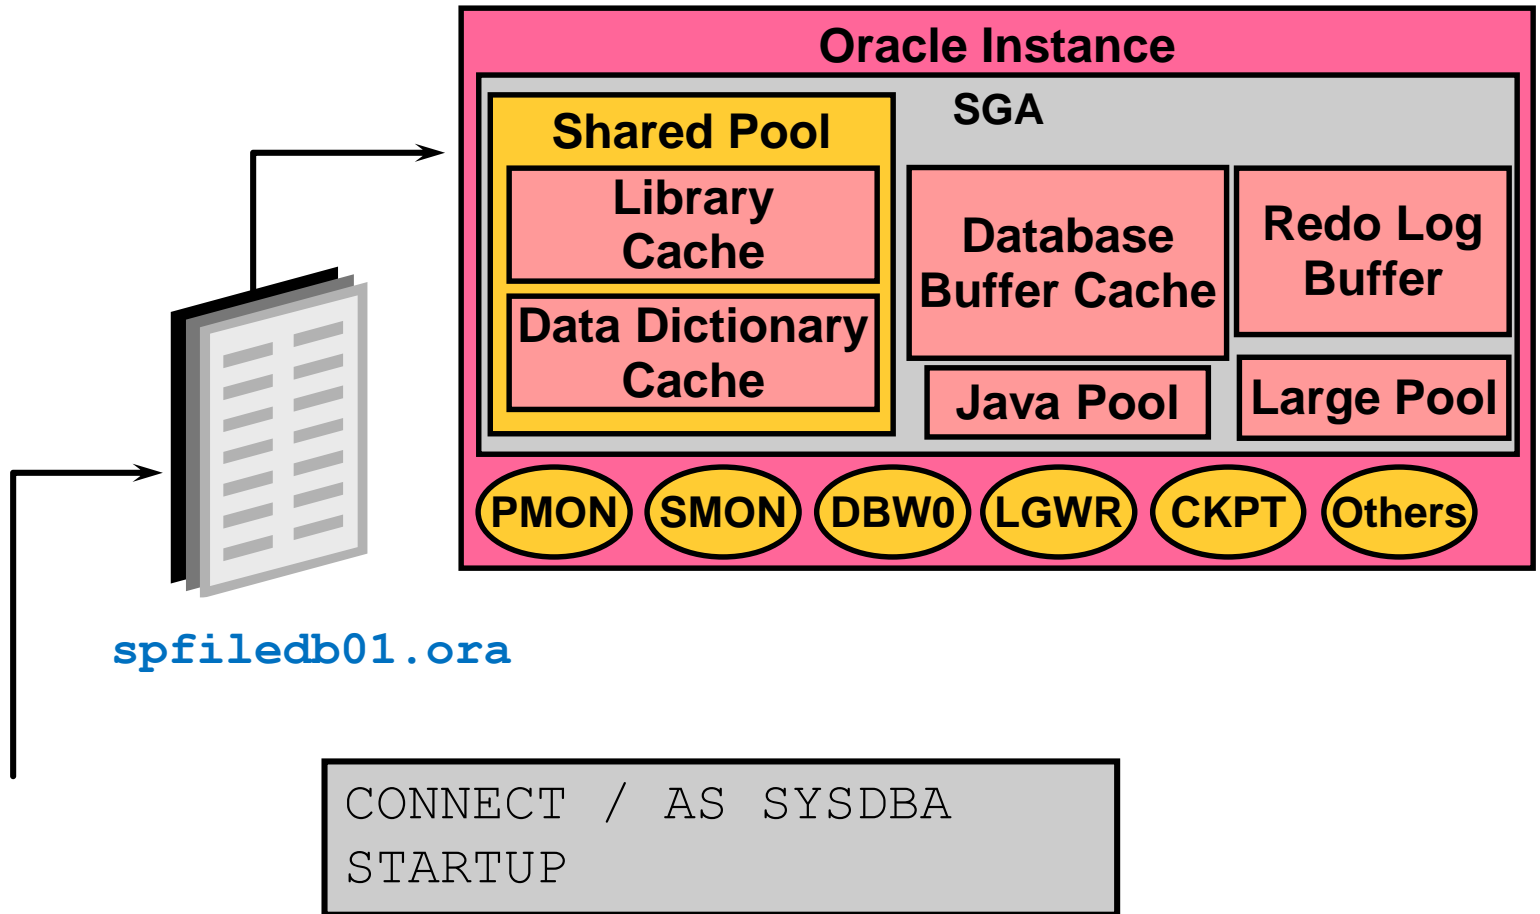 Oracle Instance
SGA
Shared Pool
Library
Cache
Data Dictionary
Cache
Database
Buffer Cache
Redo Log
Buffer
Java Pool
Large Pool
PMON
SMON
DBW0
LGWR
CKPT
Others
spfiledb01.ora
CONNECT / AS SYSDBA
STARTUP